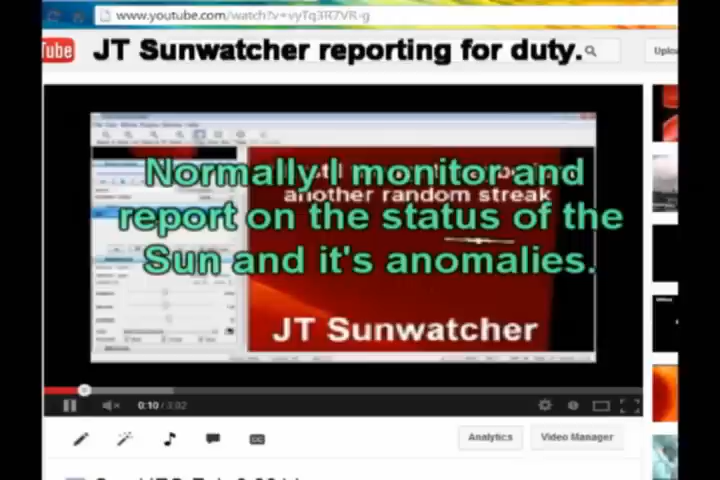 www.youtube.com/watch?v=vyTq3R7VR-g
Tube
JT Sunwatcher reporting for duty.
Uplo
Normally I monitor and
another random streak
report on the status of the
Sun and it's anomalies.
JT Sunwatcher
0:10 / 3:02
Analytics
Video Manager